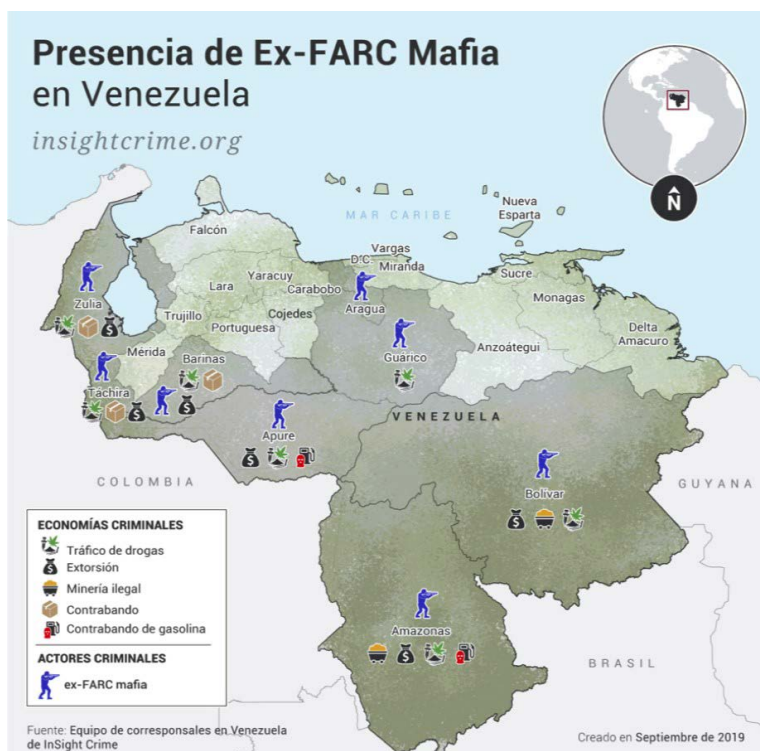 Presencia de Ex-FARC Mafia
en Venezuela
insightcrime.org
N
MAR CARIBE
Nueva
Esparta
Falcón
Vargas
D.C.
Miranda
Sucre
Lara
Yaracuy
Carabobo
Aragua
Monagas
Zulia
Trujillo
Cojedes
Portuguesa
Guárico
Anzoátegui
Delta
Amacuro
Mérida
Barinas
Táchira
VENEZUELA
Apure
COLOMBIA
Bolívar
GUYANA
Amazonas
BRASIL
ECONOMÍAS CRIMINALES
Tráfico de drogas
Extorsión
Minería ilegal
Contrabando
Contrabando de gasolina
ACTORES CRIMINALES
ex-FARC mafia
Fuente: Equipo de corresponsales en Venezuela
de InSight Crime
Creado en Septiembre de 2019